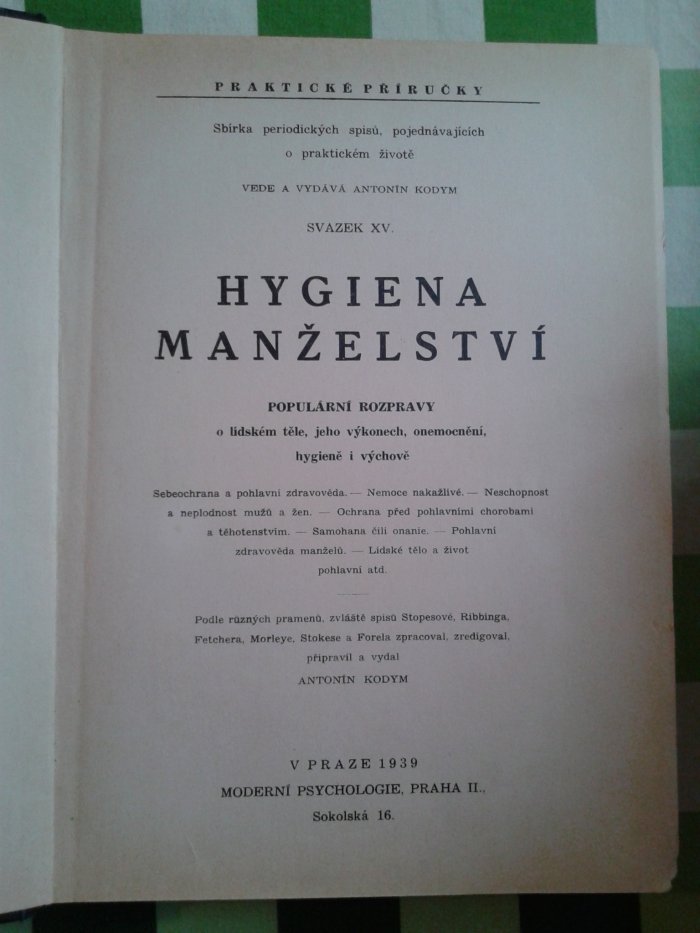 PRAKTICKÉ PŘÍRUČKY
Sbírka periodických spisů, pojednávajících
o praktickém životě
VEDE A VYDÁVÁ ANTONÍN KODYM
SVAZEK XV.
HYGIENA
MANŽELSTVÍ
POPULÁRNÍ ROZPRAVY
o lidském těle, jeho výkonech, onemocnění,
hygieně i výchově
Sebeochrana a pohlavní zdravověda. — Nemoce nakažlivé. — Neschopnost
a neplodnost mužů a žen. — Ochrana před pohlavními chorobami
a těhotenstvím. — Samohana čili onanie. — Pohlavní
zdravověda manželů. — Lidské tělo a život
pohlavní atd.
Podle různých pramenů, zvláště spisů Stopesové, Ribbinga,
Fetchera, Morleye, Stokese a Forela zpracoval, zredigoval,
připravil a vydal
ANTONÍN KODYM
V PRAZE 1939
MODERNÍ PSYCHOLOGIE, PRAHA II.,
Sokolská 16.